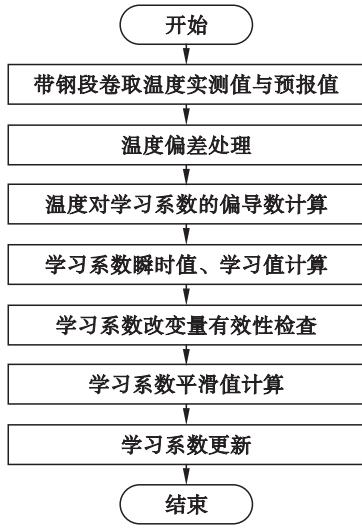 开始
带钢段卷取温度实测值与预报值
温度偏差处理
温度对学习系数的偏导数计算
学习系数瞬时值、学习值计算
学习系数改变量有效性检查
学习系数平滑值计算
学习系数更新
结束